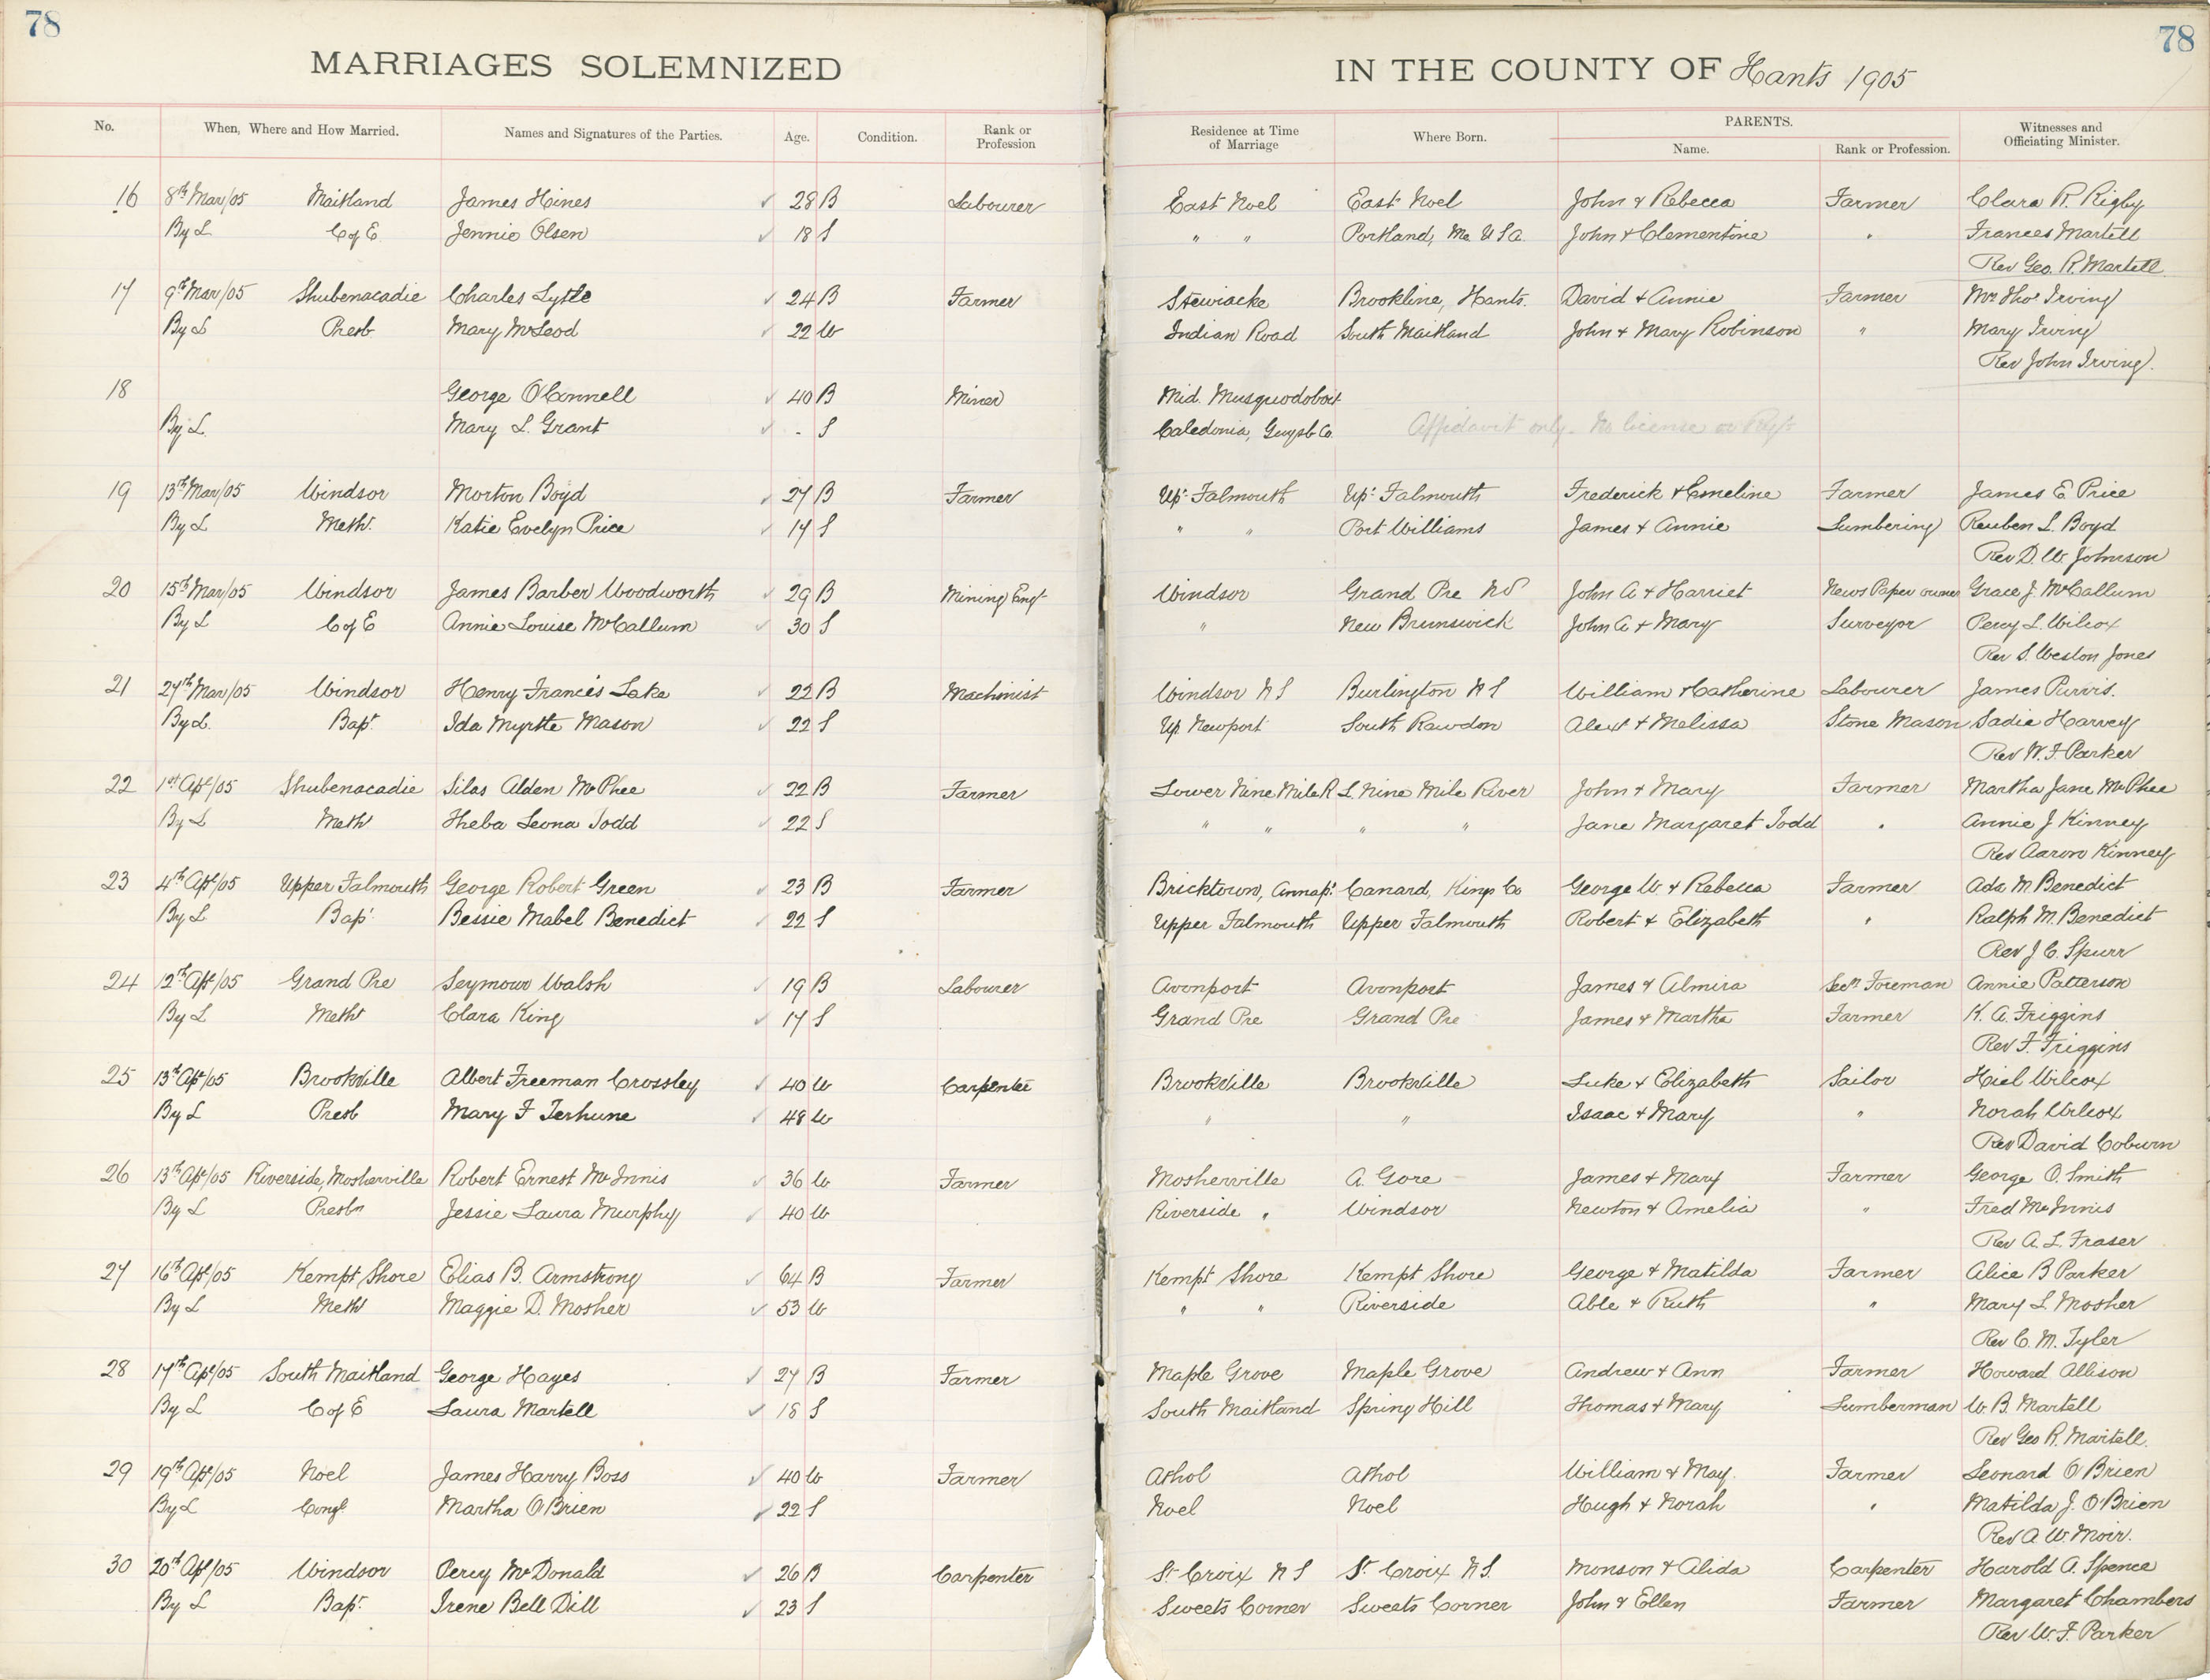 78
78
MARRIAGES SOLEMNIZED IN THE COUNTY OF Hants 1905
No. When, Where and How Married. Names and Signatures of the Parties. Age. Condition. Rank or Profession Residence at Time of Marriage Where Born. PARENTS. Name. Rank or Profession. Witnesses and Officiating Minister.
16 8th Mar/05 Maitland James Hines 28 B Labourer East Noel East Noel John & Rebecca Farmer Clara R. Rigby
By L C of E Jennie Olsen 18 S " " Portland, Me U S A. John & Clementine " Frances Martell
Rev Geo. R. Martell
17 9th Mar/05 Shubenacadie Charles Lyttle 24 B Farmer Stewiacke Brookline, Hants. David & Annie Farmer Mrs Thos Irving
By L Presb Mary McLeod 22 W Indian Road South Maitland John & Mary Robinson " Mary Irving
Rev John Irving.
18 George O'Connell 40 B Miner Mid. Musquodoboit
By L. Mary L. Grant - S Caledonia, Guysb Co. Affidavit only. No license or
19 13th Mar/05 Windsor Morton Boyd 27 B Farmer Up: Falmouth Up: Falmouth Frederick & Emeline Farmer James E Price
By L Meth. Katie Evelyn Price 17 S " " Port Williams James & Annie Lumbering Reuben L. Boyd
Rev D. W. Johnson
20 15th Mar/05 Windsor James Barber Woodworth 29 B Mining Engr Windsor Grand Pre NS John A & Harriet News Paper owner Grace J. McCallum
By L C of E Annie Louise McCallum 30 S " New Brunswick John A & Mary Surveyor Percy L. Wilcox
Rev S. Weston Jones
21 27th Mar/05 Windsor Henry Francis Lake 22 B Machinist Windsor N S Burlington N S William & Catherine Labourer James Purvis.
By L. Bapt. Ida Myrtle Mason 22 S Up Newport South Rawdon Alex & Melissa Stone Mason Sadie Harvey
Rev W. F Parker
22 1st Apl/05 Shubenacadie Silas Alden McPhee 22 B Farmer Lower Nine Mile R L. Nine Mile River John & Mary Farmer Martha Jane McPhee
By L Meth Theba Leona Todd 22 S " " " " Jane Margaret Todd " Annie J Kinney
Rev Aaron Kinney
23 4th Apl/05 Upper Falmouth George Robert Green 23 B Farmer Bricktown, Annaps. Canard, Kings Co George W & Rebecca Farmer Ada M Benedict
By L Bapt Bessie Mabel Benedict 22 S Upper Falmouth Upper Falmouth Robert & Elizabeth " Ralph M. Benedict
Rev J C. Spurr
24 12th Apl/05 Grand Pre Seymour Walsh 19 B Labourer Avonport Avonport James & Almira Secn Foreman Annie Patterson
By L Meth Clara King 17 S Grand Pre Grand Pre James & Martha Farmer K. A. Friggins
Rev F. Friggins
25 13th Apl/05 Brookville Albert Freeman Crossley 40 W Carpenter Brookville Brookville Luke & Elizabeth Sailor Hiel Wilcox
By L Presb Mary F Terhune 48 W " " Isaac & Mary " Norah Wilcox
Rev David Coburn
26 13th Apl/05 Riverside, Mosherville Robert Ernest McInnis 36 W Farmer Mosherville A. Gore James & Mary Farmer George O. Smith
By L Presbn Jessie Laura Murphy 40 W Riverside " Windsor Newton & Amelia " Fred McInnis
Rev A. L. Fraser
27 16th Apl/05 Kempt Shore Elias B. Armstrong 64 B Farmer Kempt Shore Kempt Shore George & Matilda Farmer Alice B Parker
By L Meth Maggie D. Mosher 53 W " " Riverside Able & Ruth " Mary L. Mosher
Rev C. M. Tyler
28 17th Apl/05 South Maitland George Hayes 27 B Farmer Maple Grove Maple Grove Andrew & Ann Farmer Howard Allison
By L C of E Laura Martell 18 S South Maitland Spring Hill Thomas & Mary Lumberman W. B. Martell
Rev Geo R. Martell.
29 19th Apl/05 Noel James Harry Boss 40 W Farmer Athol Athol William & May. Farmer Leonard O'Brien
By L Congl. Martha O'Brien 22 S Noel Noel Hugh & Norah " Matilda J. O'Brien
Rev A W. Moir.
30 20th Apl/05 Windsor Percy McDonald 26 B Carpenter St Croix N S St Croix N S. Monson & Alida Carpenter Harold A. Spence
By L Bapt. Irene Bell Dill 23 S Sweets Corner Sweets Corner John & Ellen Farmer Margaret Chambers
Rev W. F. Parker